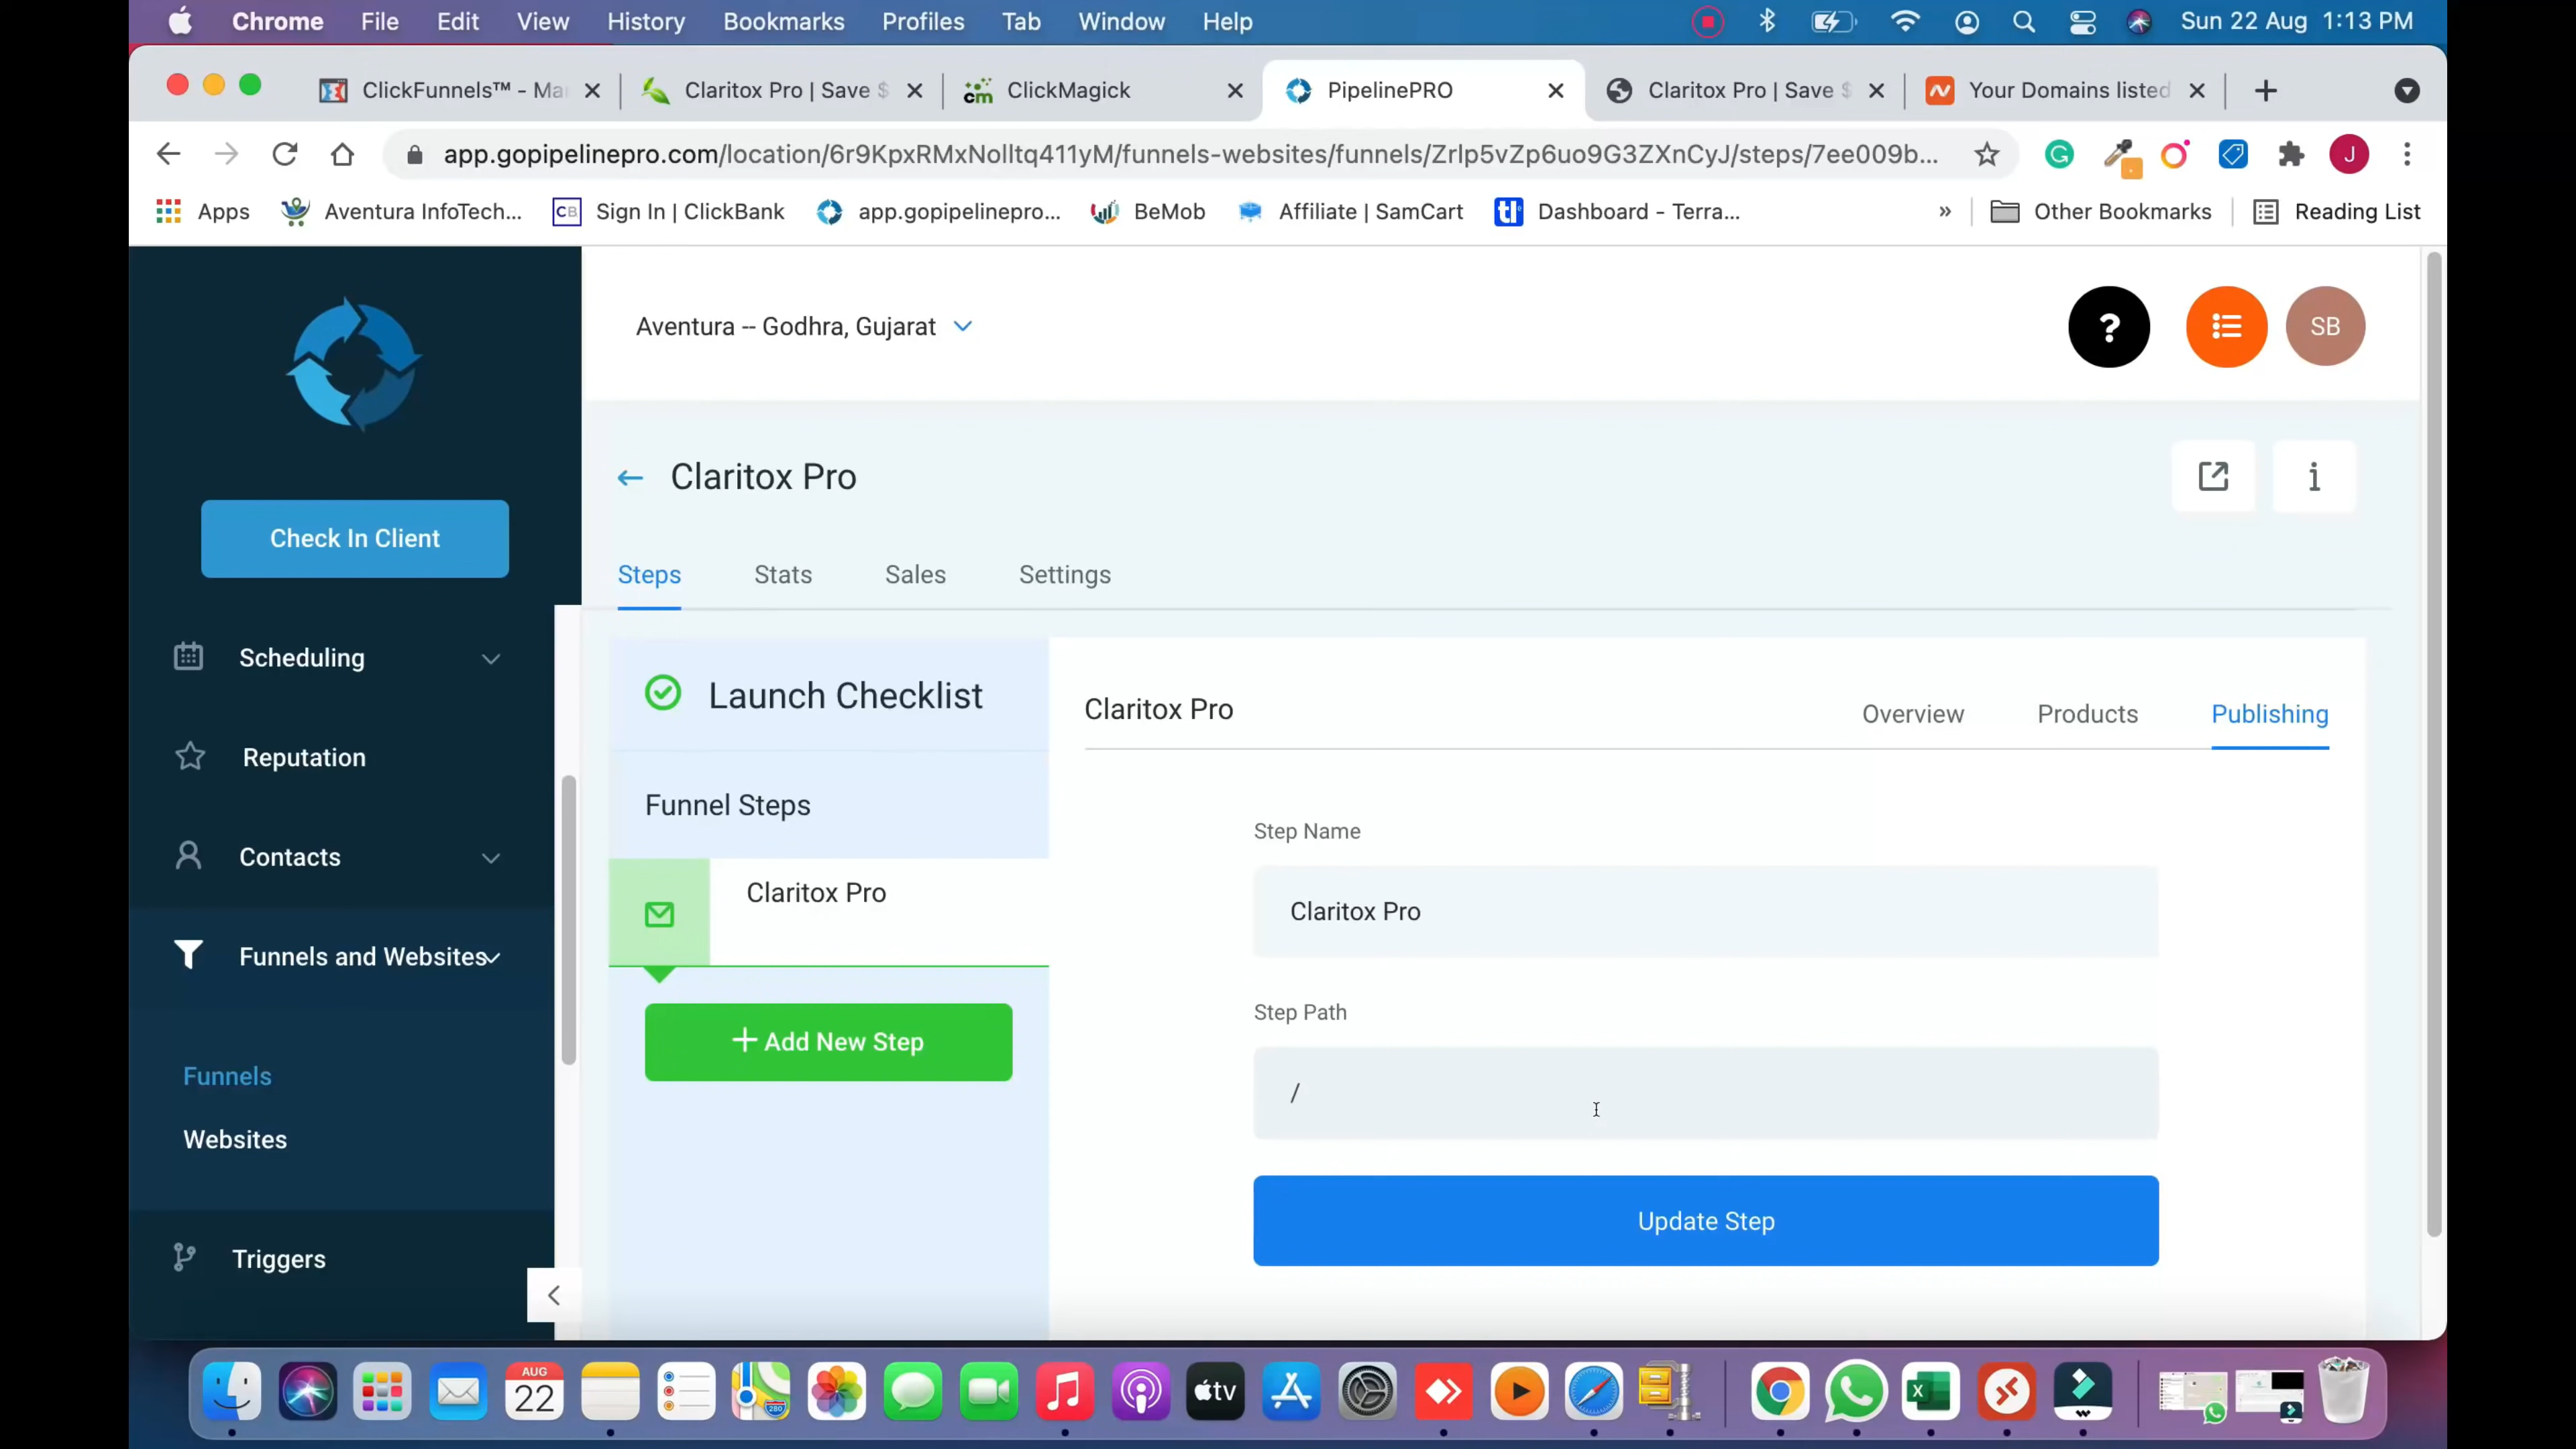 Chrome File Edit View History Bookmarks Profiles Tab Window Help Sun 22 Aug 1:13 PM
ClickFunnels™ - Ma Claritox Pro | Save $ ClickMagick PipelinePRO Claritox Pro | Save $ Your Domains listed
app.gopipelinepro.com/location/6r9KpxRMxNolltq411yM/funnels-websites/funnels/Zrlp5vZp6uo9G3ZXnCyJ/steps/7ee009b...
J
Apps Aventura InfoTech... CB Sign In | ClickBank app.gopipelinepro... BeMob Affiliate | SamCart Dashboard - Terra... » Other Bookmarks Reading List
Aventura -- Godhra, Gujarat ? SB
Claritox Pro
Check In Client
Steps Stats Sales Settings
Scheduling
Reputation
Contacts
Funnels and Websites
Funnels
Websites
Triggers
Launch Checklist
Funnel Steps
Claritox Pro
+ Add New Step
Claritox Pro Overview Products Publishing
Step Name
Claritox Pro
Step Path
/
Update Step
AUG
22
tv
280